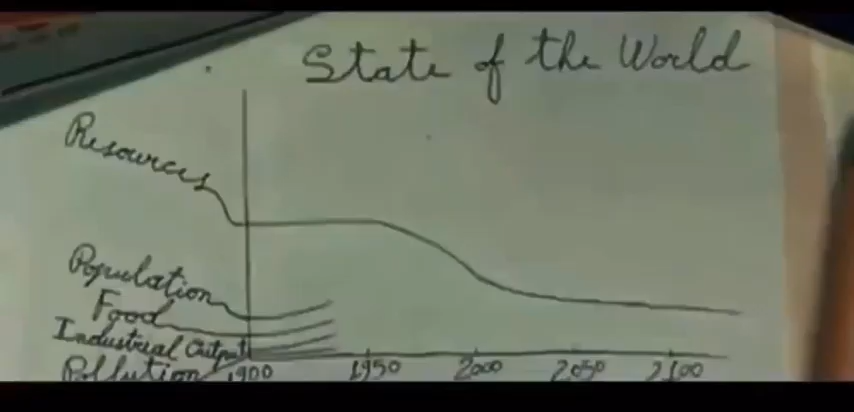 State of the World
Resources
Population
Food
Industrial Output
Pollution
1900 1950 2000 2050 2100